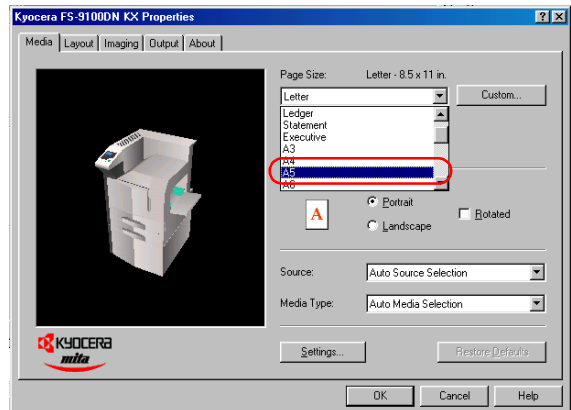 Kyocera FS-9100DN KX Properties
Media Layout Imaging Output About
Page Size: Letter - 8.5 x 11 in.
Letter Custom...
Ledger
Statement
Executive
A3
A4
A5
A6
A Portrait
Rotated
Landscape
Source: Auto Source Selection
Media Type: Auto Media Selection
KYOCERA
mita
Settings... Restore Defaults
OK Cancel Help